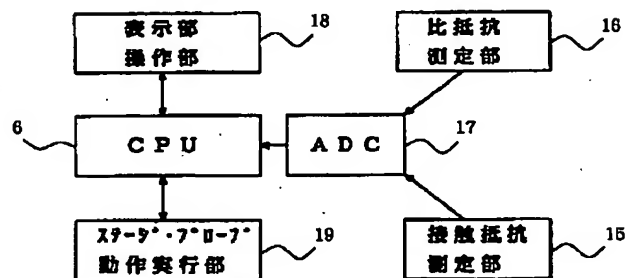 表示部
操作部
18
比抵抗
測定部
16
6
CPU
ADC
17
ステージ・プローブ
動作実行部
19
接触抵抗
測定部
15